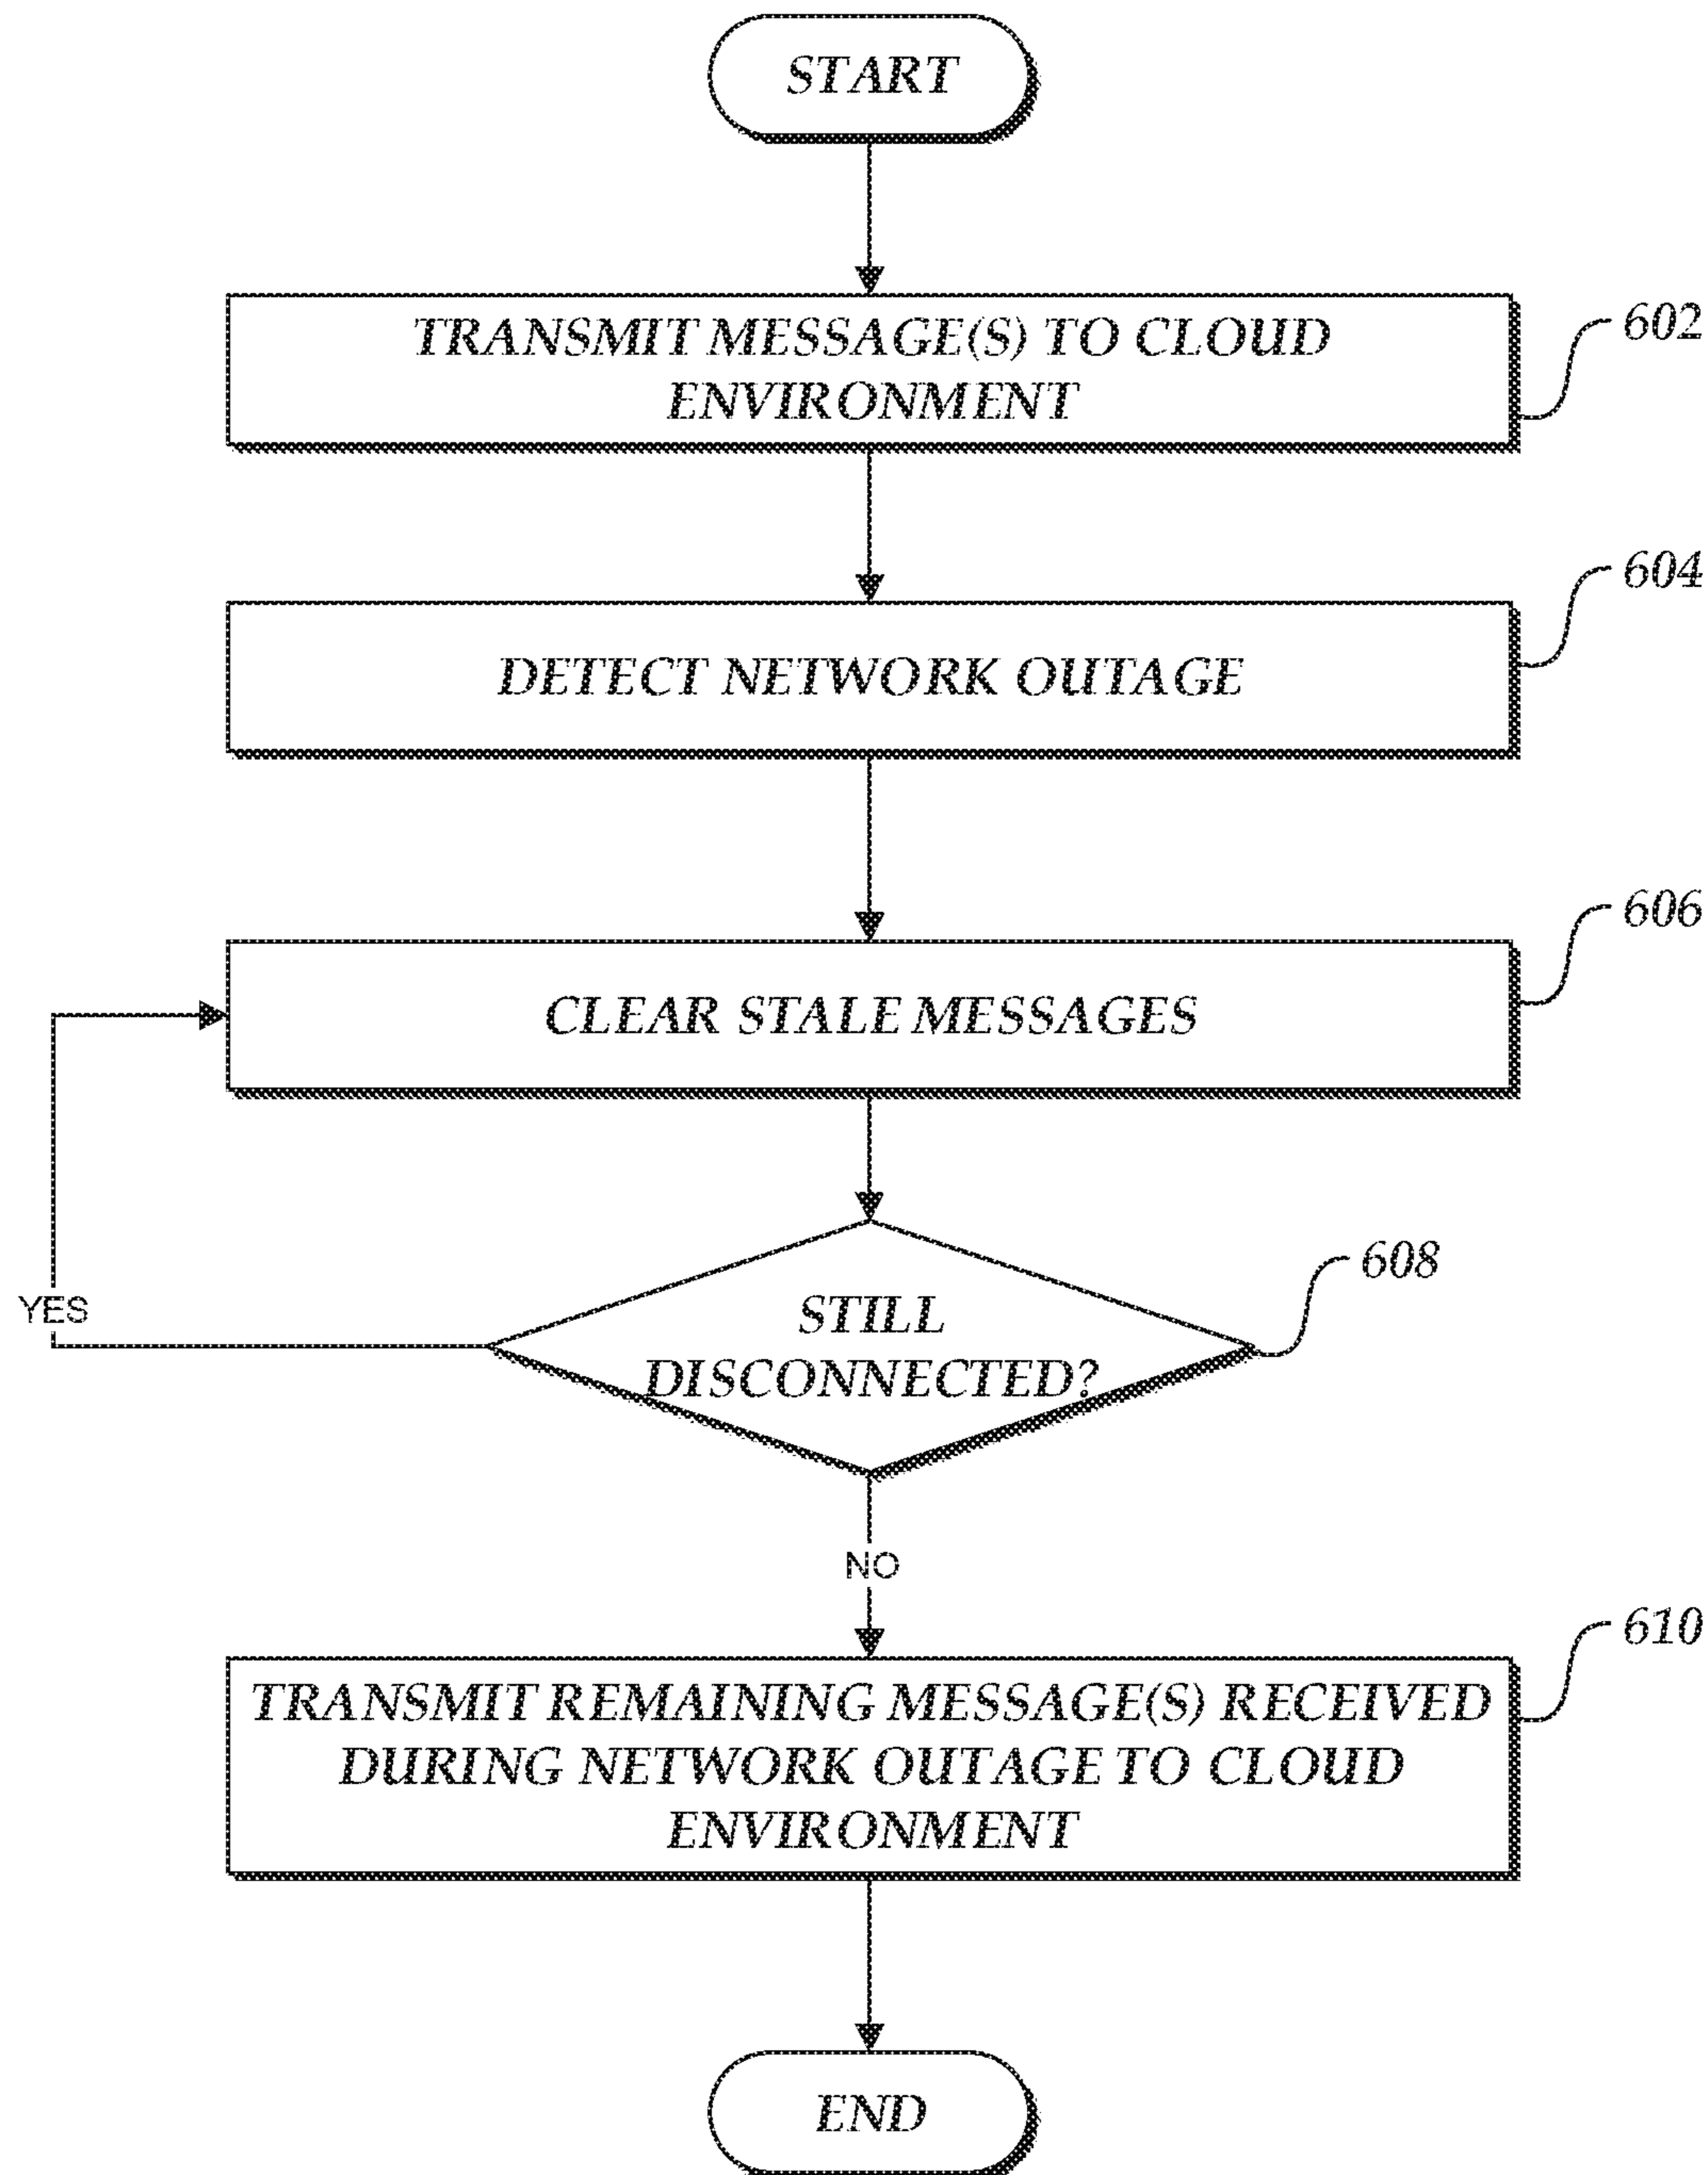 START
TRANSMIT MESSAGE(S) TO CLOUD
ENVIRONMENT
602
DETECT NETWORK OUTAGE
604
CLEAR STALE MESSAGES
606
STILL
DISCONNECTED?
608
YES
NO
TRANSMIT REMAINING MESSAGE(S) RECEIVED
DURING NETWORK OUTAGE TO CLOUD
ENVIRONMENT
610
END